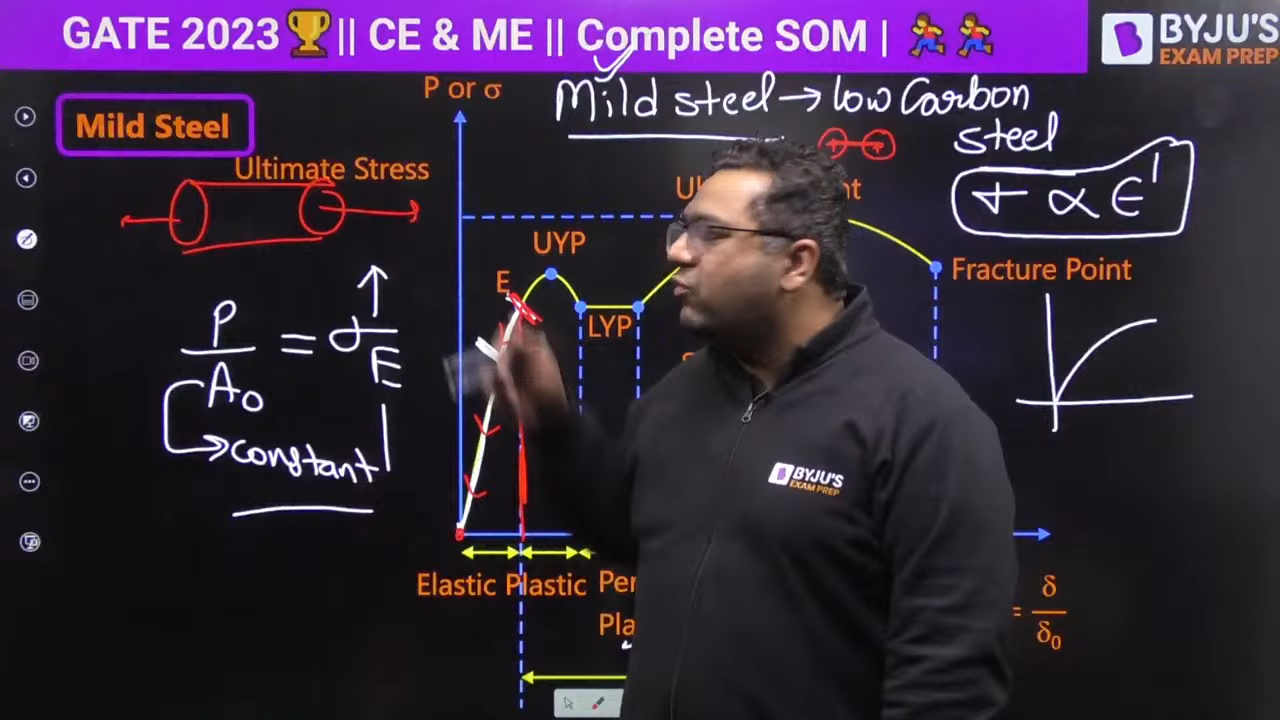 GATE 2023🏆|| CE & ME || Complete SOM | 🏃🏃
BYJU'S
EXAM PREP
P or σ
Mild steel → low Carbon
steel
Mild Steel
Ultimate Stress
σ ∝ ϵ'
UYP
E
Fracture Point
LYP
P/A₀ = σ/E
constant
BYJU'S
EXAM PREP
Elastic Plastic
= δ/δ₀